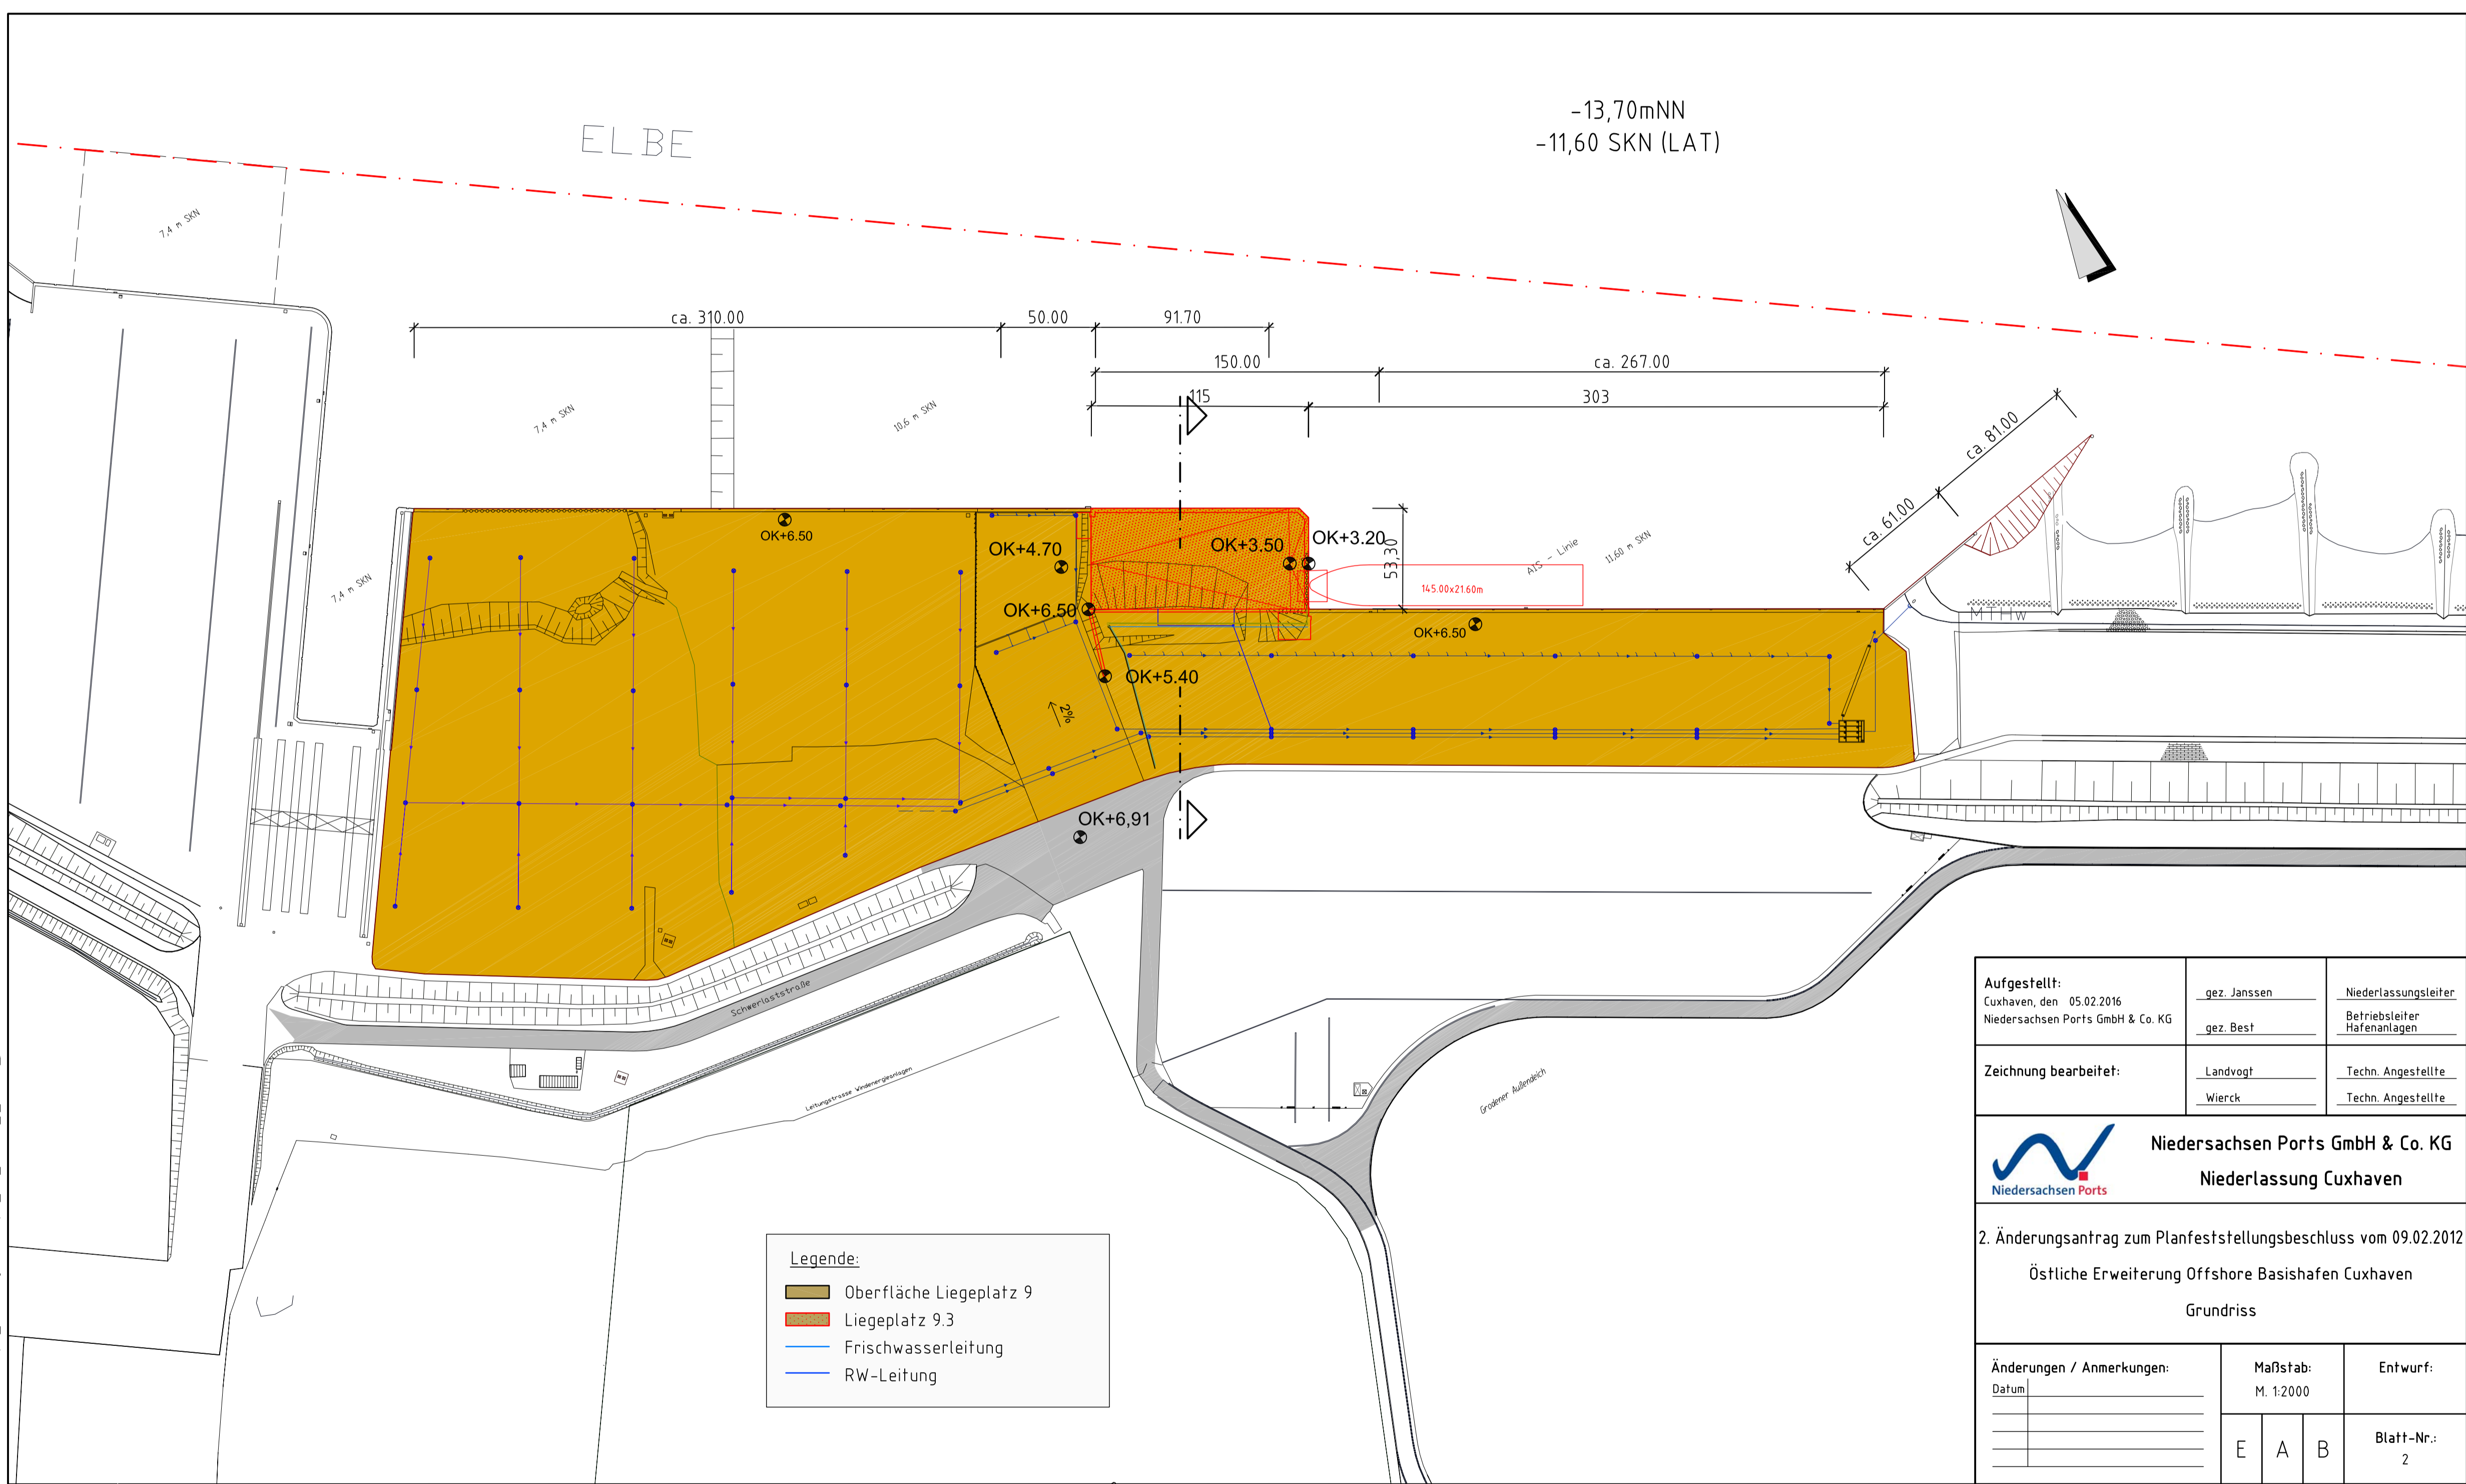 -13,70mNN
-11,60 SKN (LAT)
ELBE
7,4 m SKN
ca. 310.00
50.00
91.70
150.00
ca. 267.00
115
303
7,4 m SKN
10,6 m SKN
ca. 81.00
ca. 61.00
OK+6.50
OK+4.70
OK+3.50
OK+3.20
53,30
AIS - Linie
11,60 m SKN
7,4 m SKN
145.00x21.60m
OK+6.50
OK+6.50
MTHW
OK+5.40
2%
OK+6,91
Schwerlaststraße
Leitungstrasse Windenergieanlagen
Grodener Außendeich
Legende:
Oberfläche Liegeplatz 9
Liegeplatz 9.3
Frischwasserleitung
RW-Leitung
Aufgestellt:
Cuxhaven, den 05.02.2016
Niedersachsen Ports GmbH & Co. KG
gez. Janssen
Niederlassungsleiter
gez. Best
Betriebsleiter
Hafenanlagen
Zeichnung bearbeitet:
Landvogt
Techn. Angestellte
Wierck
Techn. Angestellte
Niedersachsen Ports
Niedersachsen Ports GmbH & Co. KG
Niederlassung Cuxhaven
2. Änderungsantrag zum Planfeststellungsbeschluss vom 09.02.2012
Östliche Erweiterung Offshore Basishafen Cuxhaven
Grundriss
Änderungen / Anmerkungen:
Datum
Maßstab:
M. 1:2000
Entwurf:
E A B
Blatt-Nr.:
2